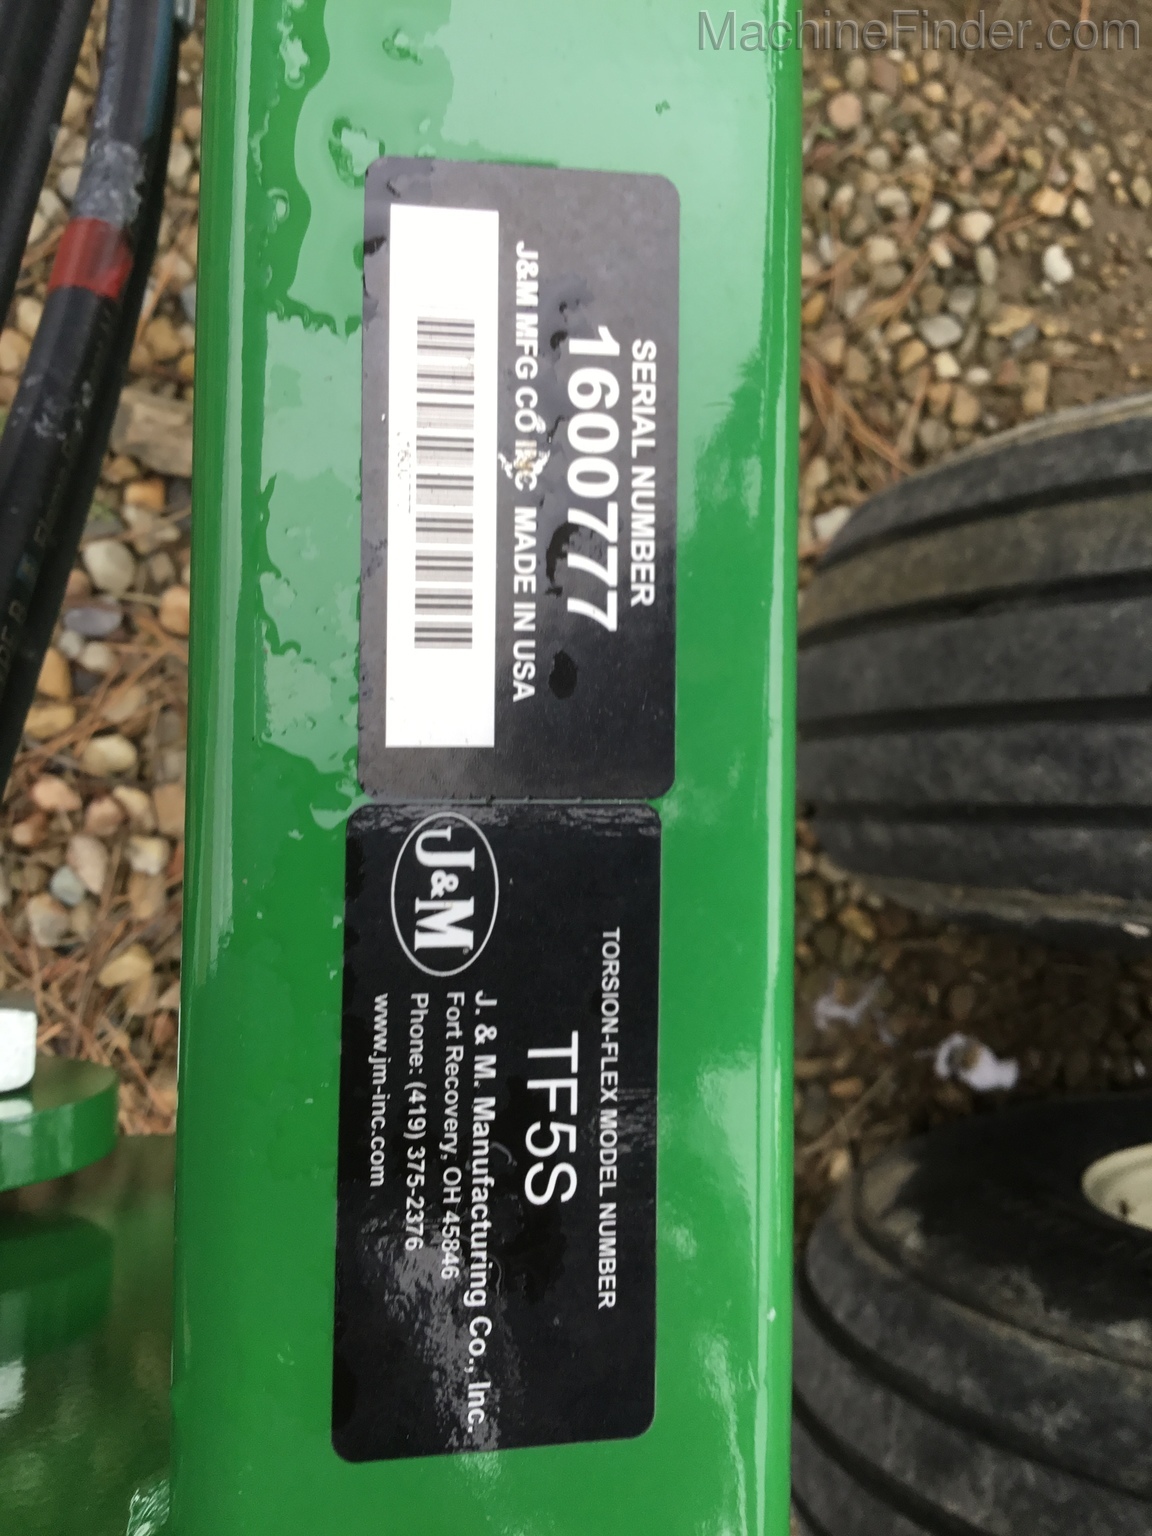 MachineFinder.com
SERIAL NUMBER
1600777
J&M MFG CO INC MADE IN USA
TORSION-FLEX MODEL NUMBER
TF5S
J&M
J. & M. Manufacturing Co., Inc.
Fort Recovery, OH 45846
Phone: (419) 375-2376
www.jm-inc.com